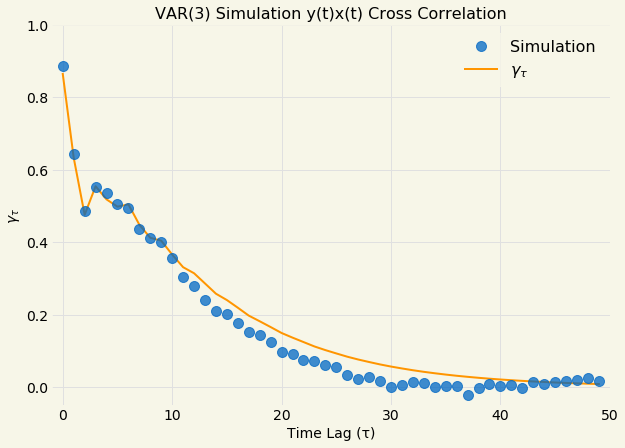 VAR(3) Simulation y(t)x(t) Cross Correlation
Simulation
γτ
γτ
1.0
0.8
0.6
0.4
0.2
0.0
0 10 20 30 40 50
Time Lag (τ)